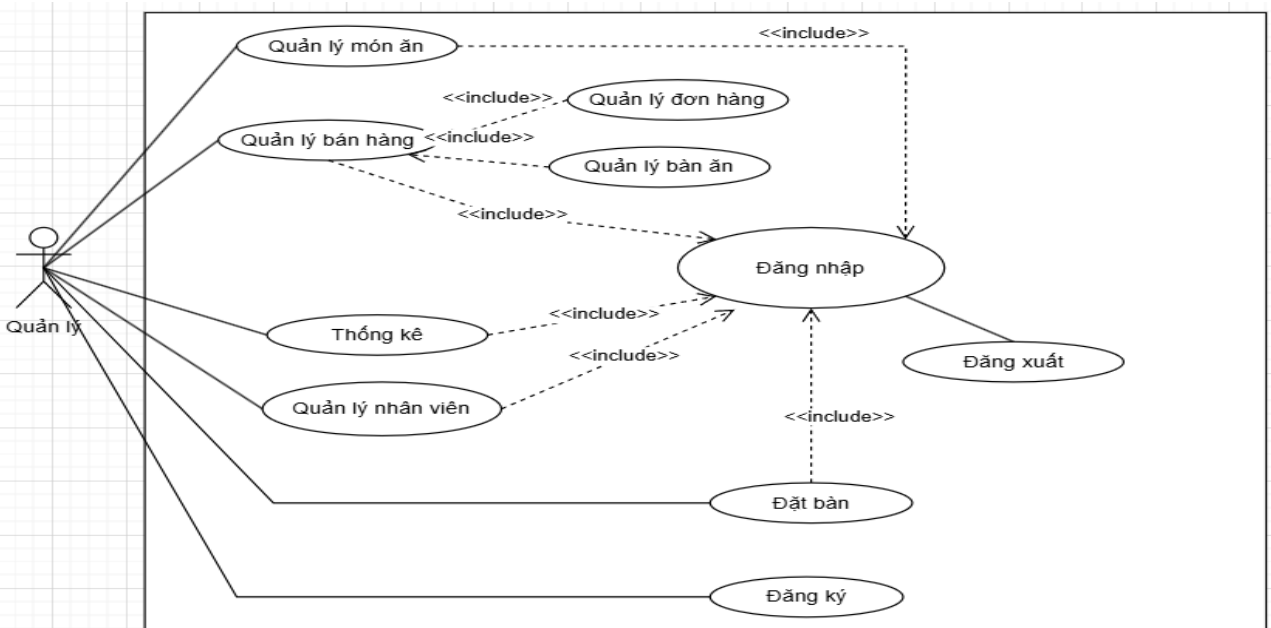 Quản lý món ăn
<<include>>
<<include>>
Quản lý đơn hàng
Quản lý bán hàng
<<include>>
Quản lý bàn ăn
<<include>>
Đăng nhập
Quản lý
<<include>>
Thống kê
<<include>>
Đăng xuất
Quản lý nhân viên
<<include>>
Đặt bàn
Đăng ký